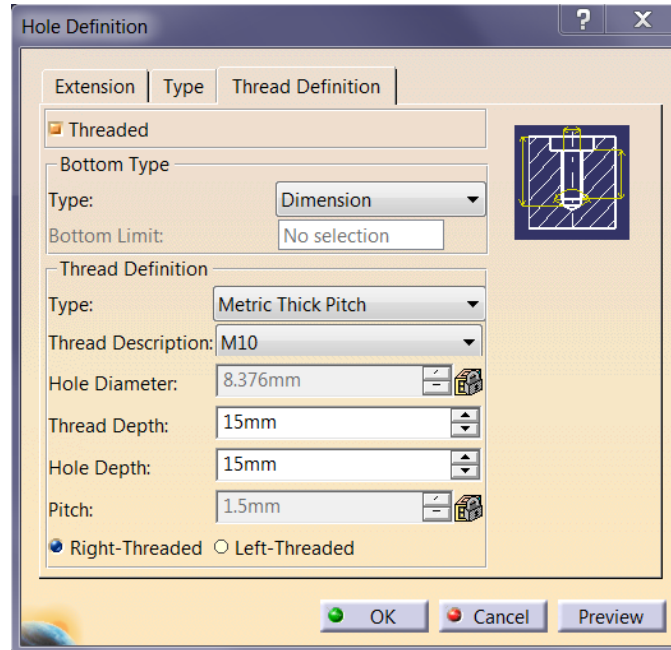 Hole Definition
? X
Extension Type Thread Definition
Threaded
Bottom Type
Type: Dimension
Bottom Limit: No selection
Thread Definition
Type: Metric Thick Pitch
Thread Description: M10
Hole Diameter: 8.376mm
Thread Depth: 15mm
Hole Depth: 15mm
Pitch: 1.5mm
Right-Threaded Left-Threaded
OK Cancel Preview